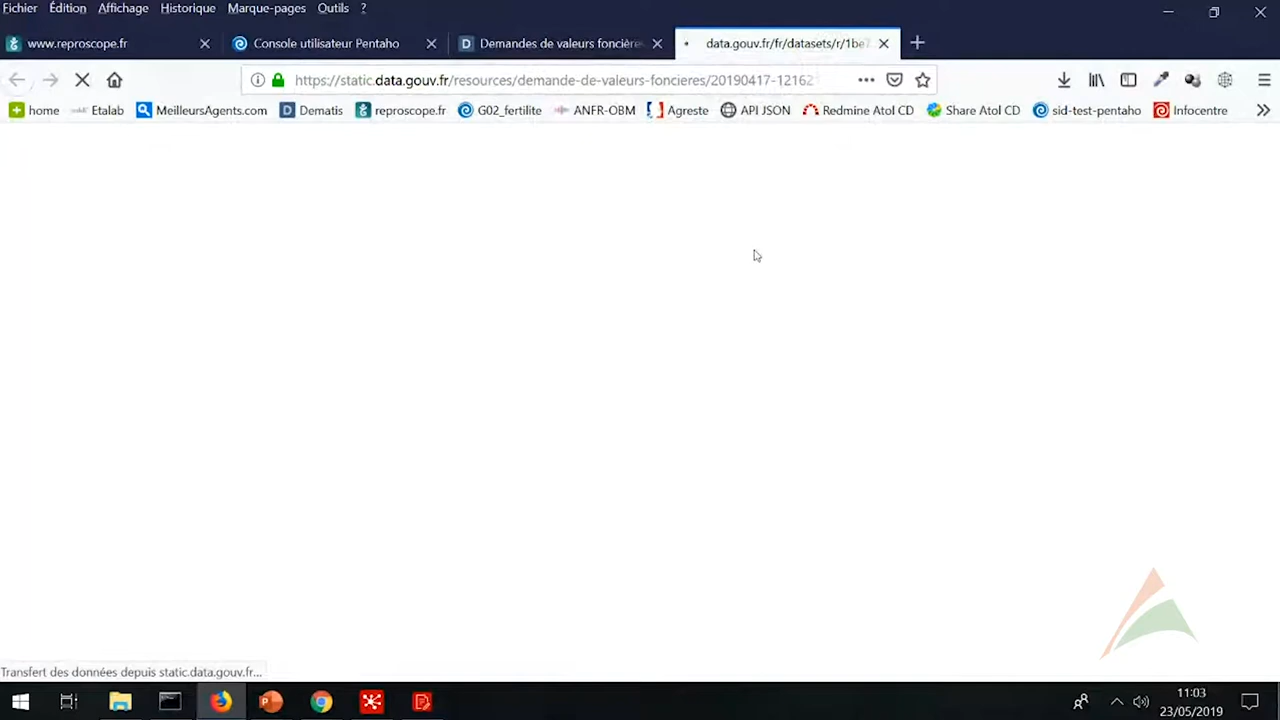 Fichier Édition Affichage Historique Marque-pages Outils ?
www.reproscope.fr Console utilisateur Pentaho Demandes de valeurs foncière data.gouv.fr/fr/datasets/r/1be
https://static.data.gouv.fr/resources/demande-de-valeurs-foncieres/20190417-12162
home Etalab MeilleursAgents.com Dematis reproscope.fr G02_fertilite ANFR-OBM Agreste API JSON Redmine Atol CD Share Atol CD sid-test-pentaho Infocentre
Transfert des données depuis static.data.gouv.fr...
11:03
23/05/2019